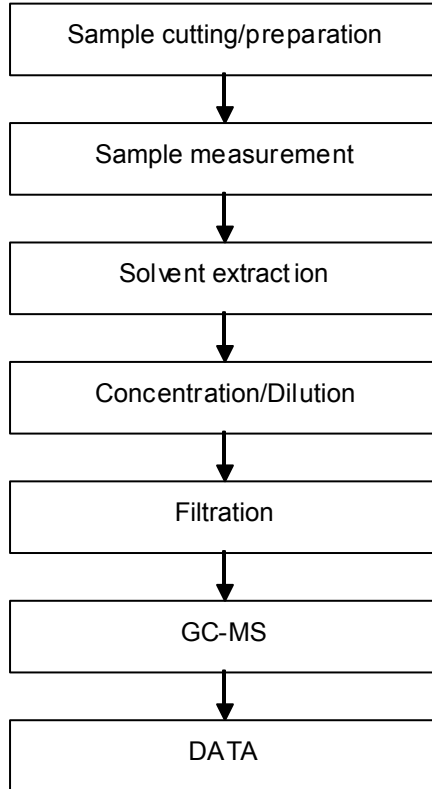 Sample cutting/preparation
Sample measurement
Solvent extraction
Concentration/Dilution
Filtration
GC-MS
DATA